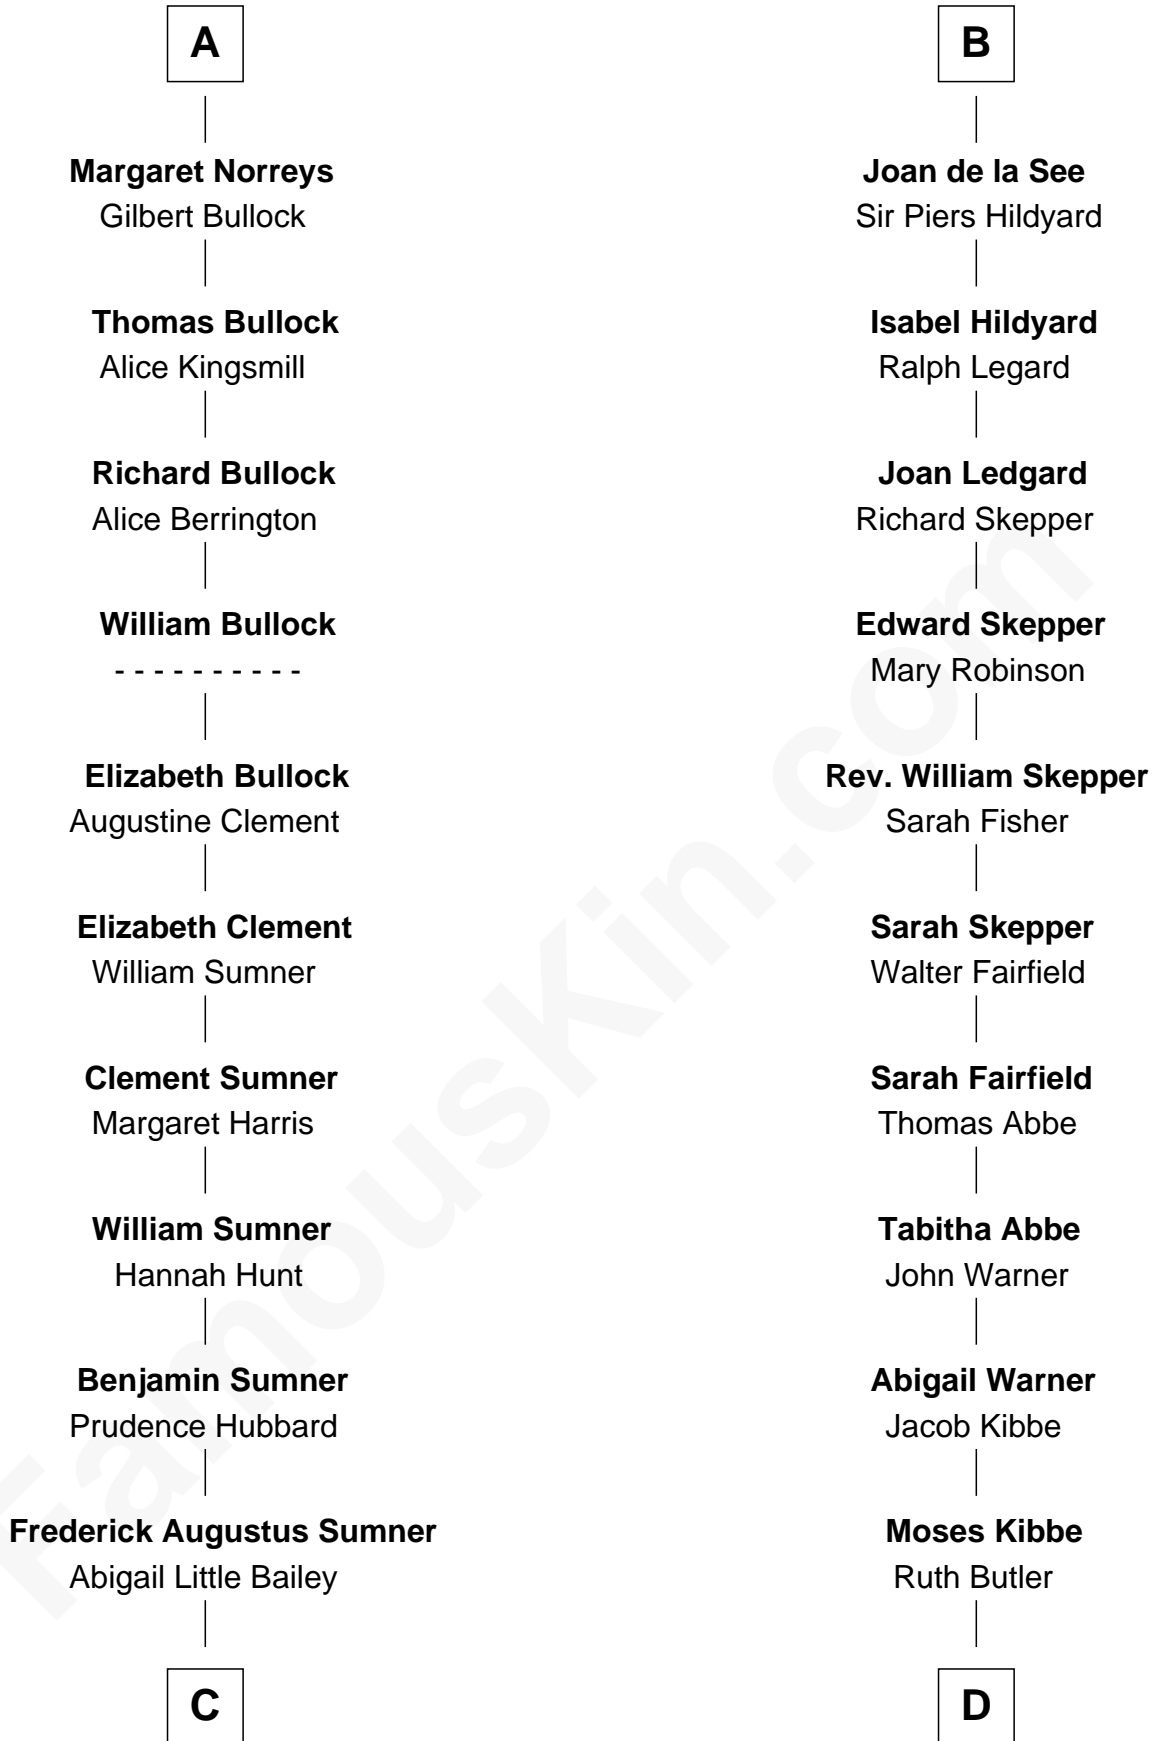 A
Margaret Norreys
Gilbert Bullock
Thomas Bullock
Alice Kingsmill
Richard Bullock
Alice Berrington
William Bullock
- - - - - - - - - -
Elizabeth Bullock
Augustine Clement
Elizabeth Clement
William Sumner
Clement Sumner
Margaret Harris
William Sumner
Hannah Hunt
Benjamin Sumner
Prudence Hubbard
Frederick Augustus Sumner
Abigail Little Bailey
C
B
Joan de la See
Sir Piers Hildyard
Isabel Hildyard
Ralph Legard
Joan Ledgard
Richard Skepper
Edward Skepper
Mary Robinson
Rev. William Skepper
Sarah Fisher
Sarah Skepper
Walter Fairfield
Sarah Fairfield
Thomas Abbe
Tabitha Abbe
John Warner
Abigail Warner
Jacob Kibbe
Moses Kibbe
Ruth Butler
D
FamousKin.com